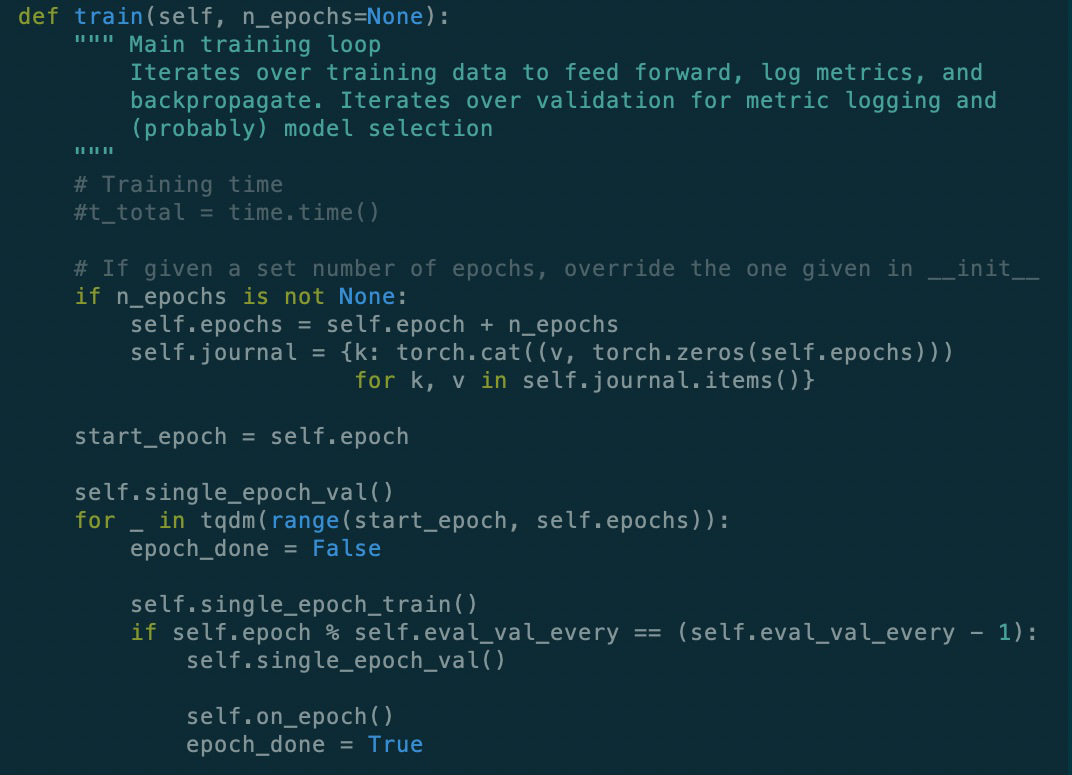 def train(self, n_epochs=None):
    """ Main training loop
        Iterates over training data to feed forward, log metrics, and
        backpropagate. Iterates over validation for metric logging and
        (probably) model selection
    """
    # Training time
    #t_total = time.time()

    # If given a set number of epochs, override the one given in __init__
    if n_epochs is not None:
        self.epochs = self.epoch + n_epochs
        self.journal = {k: torch.cat((v, torch.zeros(self.epochs)))
                        for k, v in self.journal.items()}

    start_epoch = self.epoch

    self.single_epoch_val()
    for _ in tqdm(range(start_epoch, self.epochs)):
        epoch_done = False

        self.single_epoch_train()
        if self.epoch % self.eval_val_every == (self.eval_val_every - 1):
            self.single_epoch_val()

            self.on_epoch()
            epoch_done = True